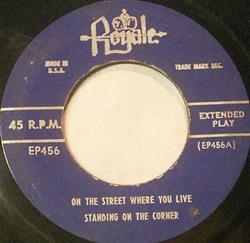 Royale
MADE IN
U.S.A.
TRADE MARK REG.
45 R.P.M.
EXTENDED
PLAY
EP456
(EP456A)
ON THE STREET WHERE YOU LIVE
STANDING ON THE CORNER